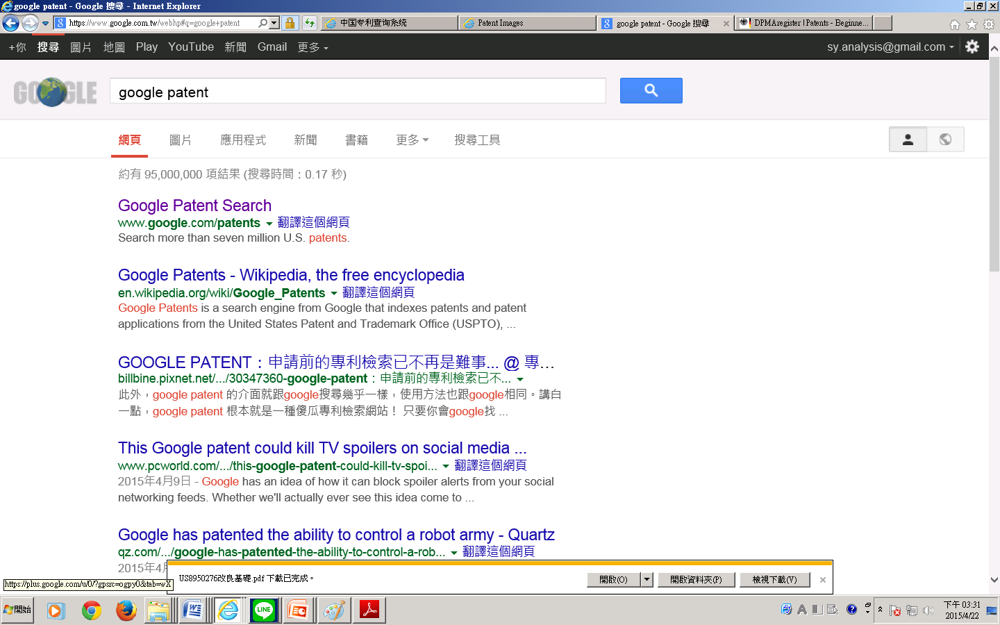 google patent - Google 搜尋 - Internet Explorer
https://www.google.com.tw/webhp#q=google+patent
中国专利查询系统
Patent Images
google patent - Google 搜尋
DPMAregister | Patents - Beginne...
+你 搜尋 圖片 地圖 Play YouTube 新聞 Gmail 更多
sy.analysis@gmail.com
GOOGLE
google patent
網頁 圖片 應用程式 新聞 書籍 更多 搜尋工具
約有 95,000,000 項結果 (搜尋時間：0.17 秒)
Google Patent Search
www.google.com/patents 翻譯這個網頁
Search more than seven million U.S. patents.
Google Patents - Wikipedia, the free encyclopedia
en.wikipedia.org/wiki/Google_Patents 翻譯這個網頁
Google Patents is a search engine from Google that indexes patents and patent
applications from the United States Patent and Trademark Office (USPTO), ...
GOOGLE PATENT：申請前的專利檢索已不再是難事... @ 專...
billbine.pixnet.net/.../30347360-google-patent：申請前的專利檢索已不...
此外，google patent 的介面就跟google搜尋幾乎一樣，使用方法也跟google相同。講白
一點，google patent 根本就是一種傻瓜專利檢索網站！ 只要你會google找 ...
This Google patent could kill TV spoilers on social media ...
www.pcworld.com/.../this-google-patent-could-kill-tv-spoi... 翻譯這個網頁
2015年4月9日 - Google has an idea of how it can block spoiler alerts from your social
networking feeds. Whether we'll actually ever see this idea come to ...
Google has patented the ability to control a robot army - Quartz
qz.com/.../google-has-patented-the-ability-to-control-a-rob... 翻譯這個網頁
2015年4月
US8950276改良基礎.pdf 下載已完成。
開啟(O) 開啟資料夾(P) 檢視下載(V)
https://plus.google.com/u/0/?gpsrc=ogpy0&tab=wX
開始
LINE
下午 03:31
2015/4/22